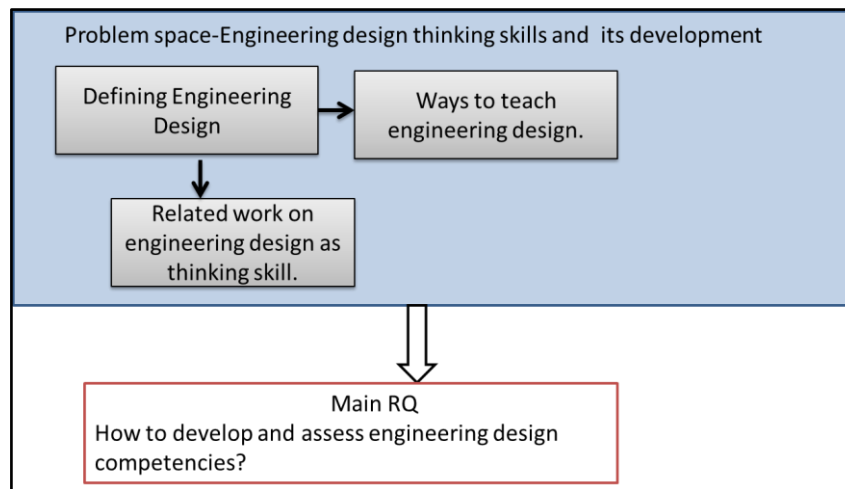 Problem space-Engineering design thinking skills and its development
Defining Engineering
Design
Ways to teach
engineering design.
Related work on
engineering design as
thinking skill.
Main RQ
How to develop and assess engineering design
competencies?